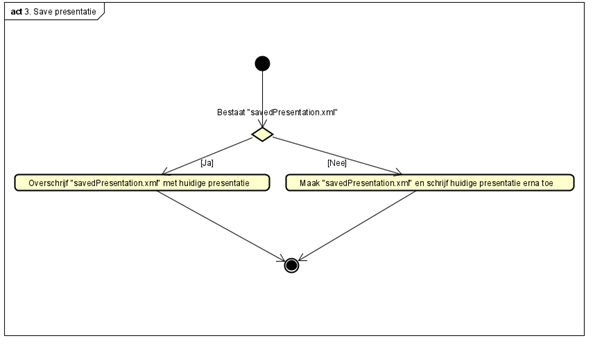 act 3. Save presentatie
Bestaat "savedPresentation.xml"
[Ja]
[Nee]
Overschrijf "savedPresentation.xml" met huidige presentatie
Maak "savedPresentation.xml" en schrijf huidige presentatie erna toe